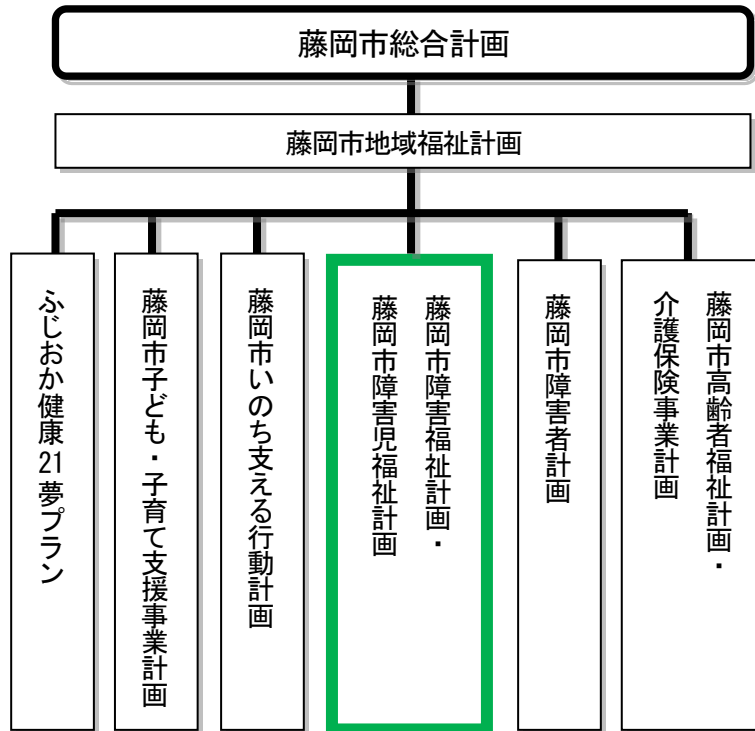 藤岡市総合計画
藤岡市地域福祉計画
藤岡市高齢者福祉計画・
介護保険事業計画
藤岡市障害者計画
藤岡市障害福祉計画・
藤岡市障害児福祉計画
藤岡市いのち支える行動計画
藤岡市子ども・子育て支援事業計画
ふじおか健康21夢プラン